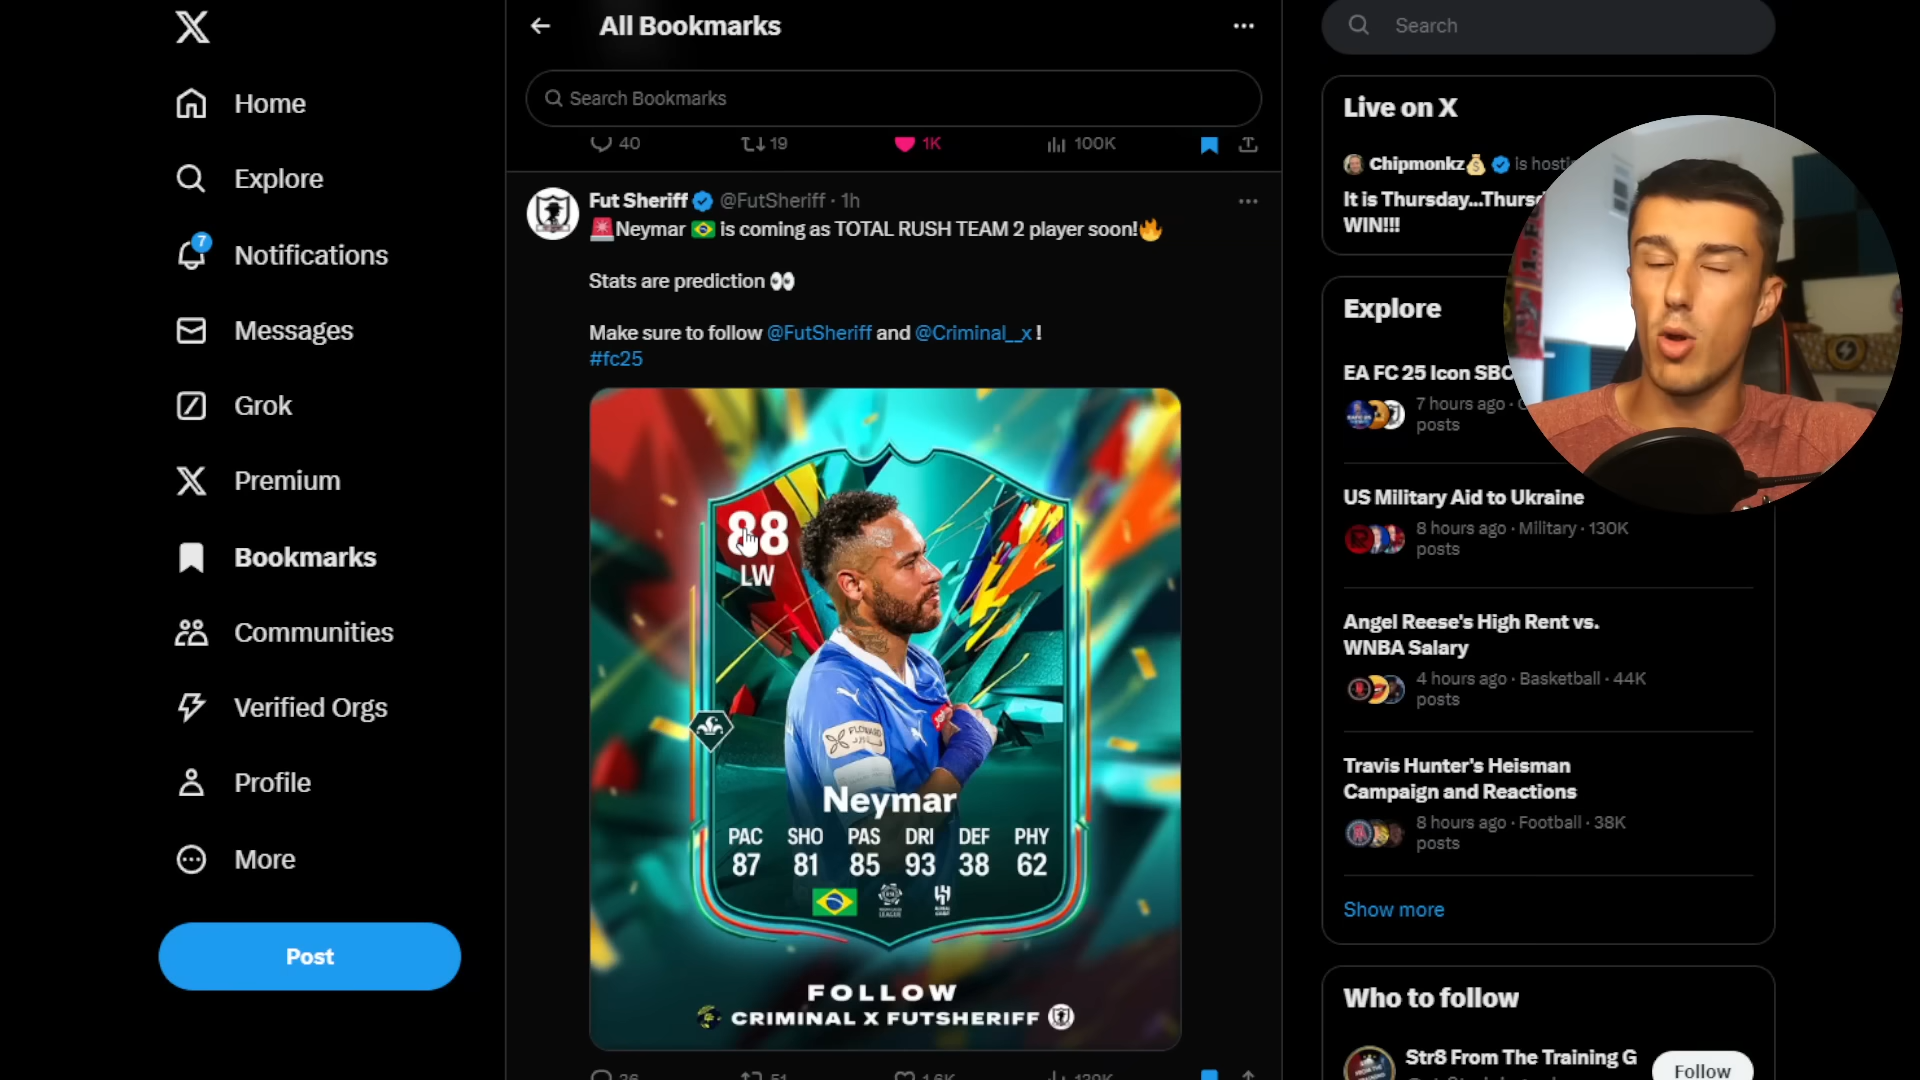 Home
Explore
7
Notifications
Messages
Grok
Premium
Bookmarks
Communities
Verified Orgs
Profile
More
Post
All Bookmarks
Search Bookmarks
40 19 1K 100K
Fut Sheriff @FutSheriff · 1h
Neymar is coming as TOTAL RUSH TEAM 2 player soon!
Stats are prediction
Make sure to follow @FutSheriff and @Criminal__x !
#fc25
88
LW
Neymar
PAC SHO PAS DRI DEF PHY
87 81 85 93 38 62
FOLLOW
CRIMINAL X FUTSHERIFF
Search
Live on X
Chipmonkz is
It is Thursday...
WIN!!!
Explore
EA FC 25 Icon SBC
7 hours ago ·
posts
US Military Aid to Ukraine
8 hours ago · Military · 130K
posts
Angel Reese's High Rent vs.
WNBA Salary
4 hours ago · Basketball · 44K
posts
Travis Hunter's Heisman
Campaign and Reactions
8 hours ago · Football · 38K
posts
Show more
Who to follow
Str8 From The Training G
Follow